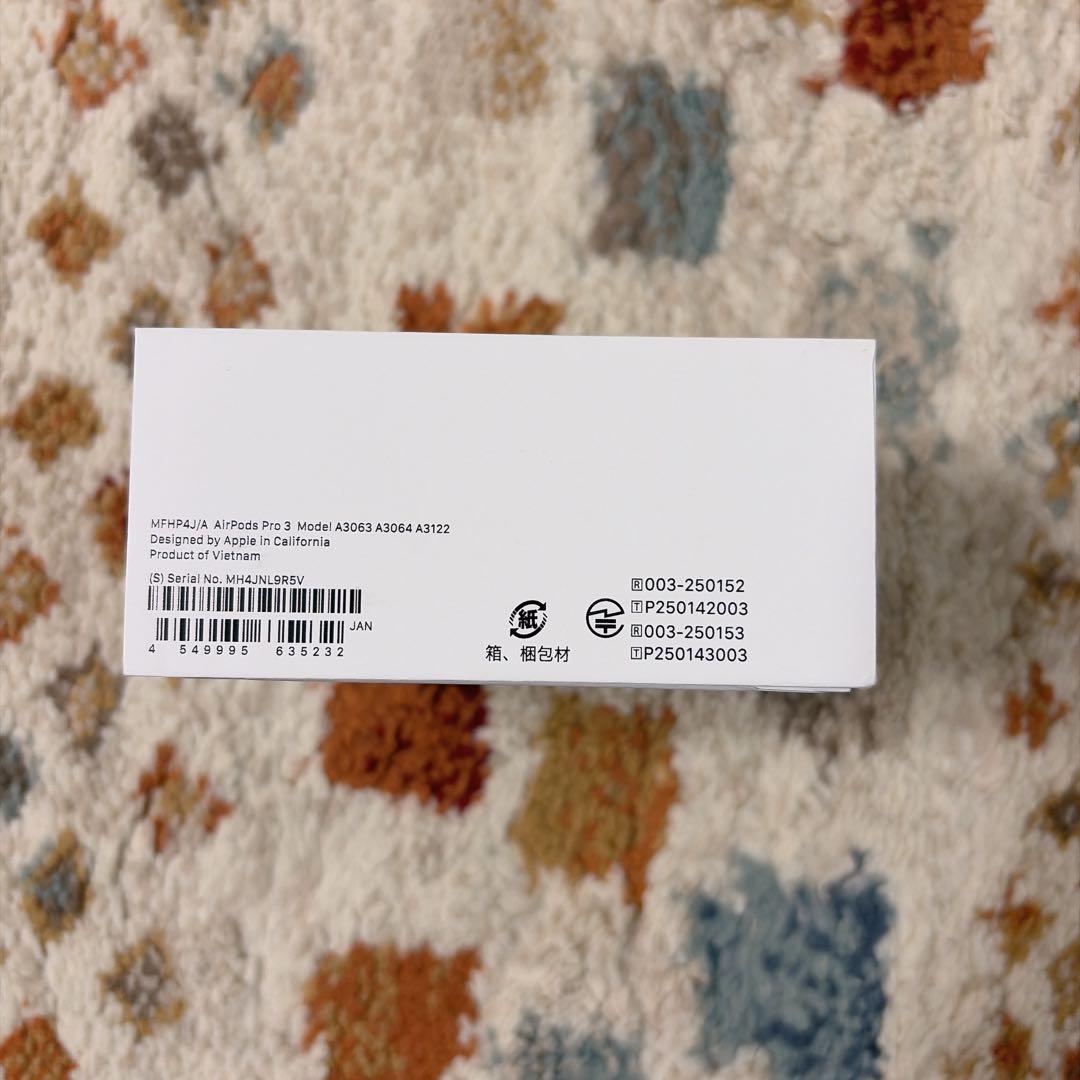 MFHP4J/A AirPods Pro 3 Model A3063 A3064 A3122
Designed by Apple in California
Product of Vietnam
(S) Serial No. MH4JNL9R5V
JAN
4 549995 635232
紙
箱、梱包材
R003-250152
TP250142003
R003-250153
TP250143003